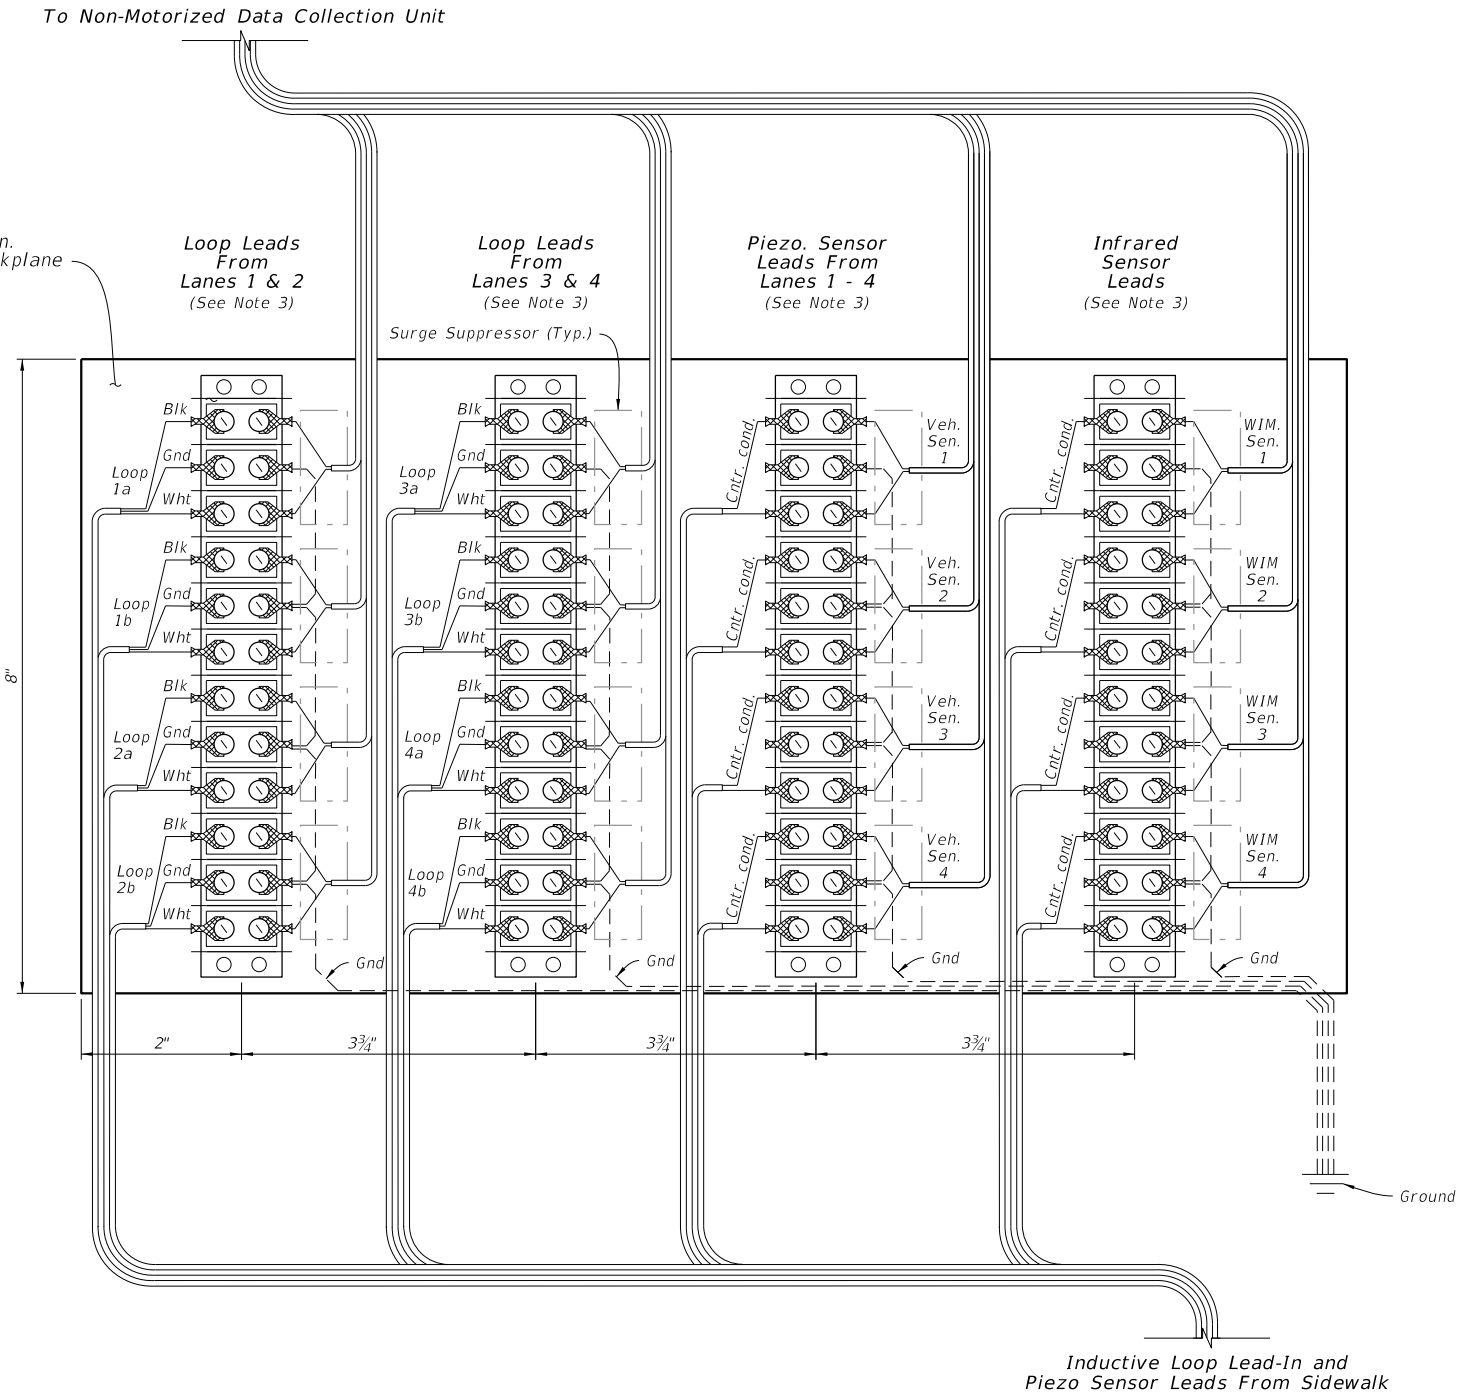 To Non-Motorized Data Collection Unit
n.
kplane
Loop Leads
From
Lanes 1 & 2
(See Note 3)
Loop Leads
From
Lanes 3 & 4
(See Note 3)
Piezo. Sensor
Leads From
Lanes 1 - 4
(See Note 3)
Infrared
Sensor
Leads
(See Note 3)
Surge Suppressor (Typ.)
8"
Blk
Gnd
Loop
1a
Wht
Blk
Gnd
Loop
1b
Wht
Blk
Gnd
Loop
2a
Wht
Blk
Gnd
Loop
2b
Wht
Gnd
Blk
Gnd
Loop
3a
Wht
Blk
Gnd
Loop
3b
Wht
Blk
Gnd
Loop
4a
Wht
Blk
Gnd
Loop
4b
Wht
Gnd
Cntr. cond.
Cntr. cond.
Cntr. cond.
Cntr. cond.
Veh.
Sen.
1
Veh.
Sen.
2
Veh.
Sen.
3
Veh.
Sen.
4
Gnd
Cntr. cond.
Cntr. cond.
Cntr. cond.
Cntr. cond.
WIM.
Sen.
1
WIM
Sen.
2
WIM
Sen.
3
WIM
Sen.
4
Gnd
2"
3¾"
3¾"
3¾"
Ground
Inductive Loop Lead-In and
Piezo Sensor Leads From Sidewalk